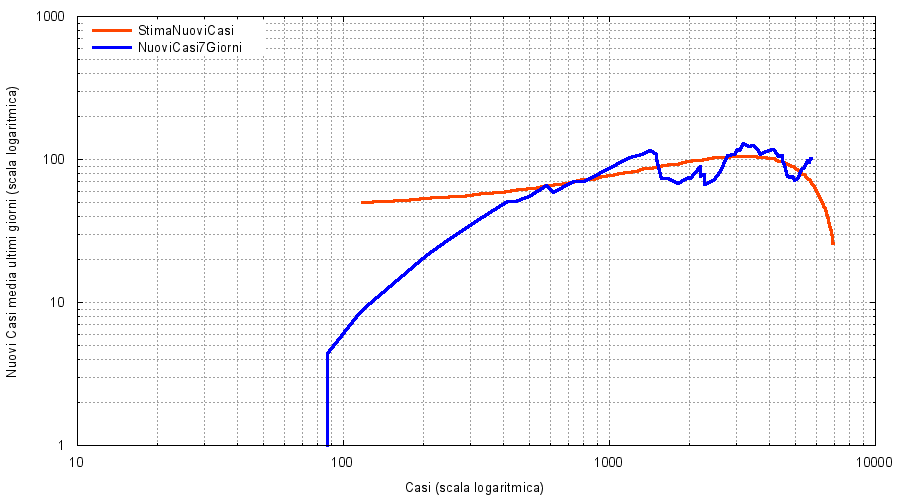 1000
StimaNuoviCasi
NuoviCasi7Giorni
100
10
1
Nuovi Casi media ultimi giorni (scala logaritmica)
10
100
1000
10000
Casi (scala logaritmica)